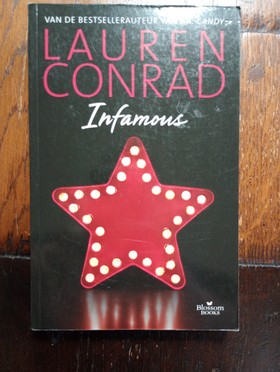 VAN DE BESTSELLERAUTEUR VAN L.A. CANDY
LAUREN
CONRAD
Infamous
Blossom
BOOKS